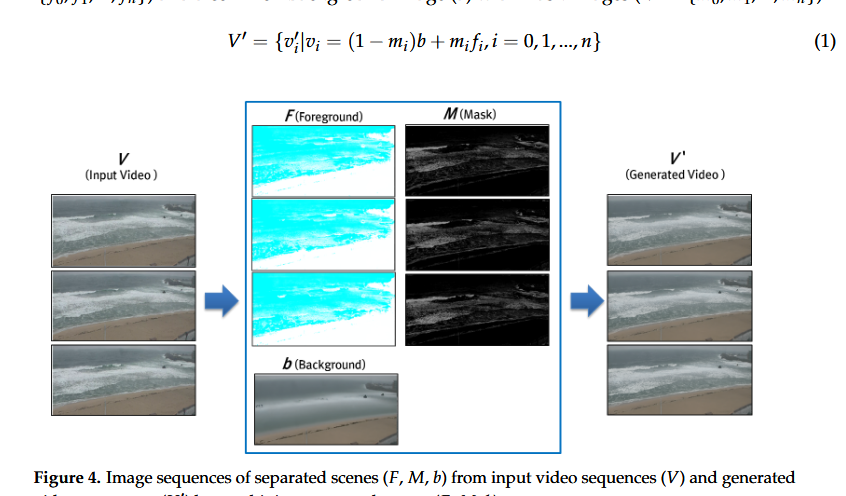 V′ = {v′i|vi = (1 − mi)b + mifi, i = 0, 1, ..., n} (1)
F (Foreground) M (Mask)
V
(Input Video )
V'
(Generated Video )
b (Background)
Figure 4. Image sequences of separated scenes (F, M, b) from input video sequences (V) and generated